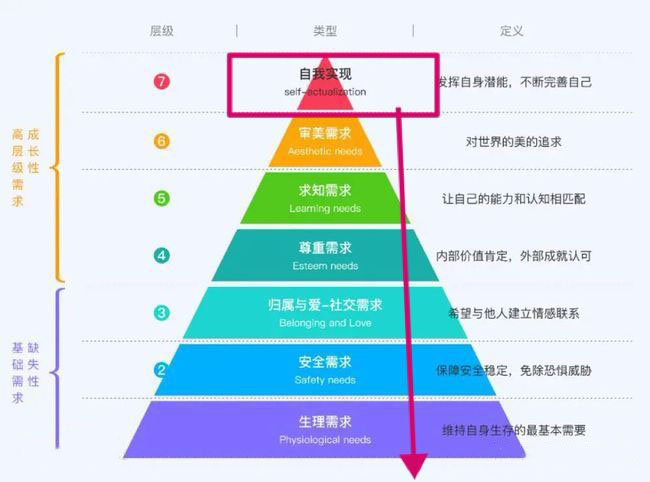 层级 类型 定义
7 自我实现 发挥自身潜能，不断完善自己
self-actualization
6 审美需求 对世界的美的追求
Aesthetic needs
5 求知需求 让自己的能力和认知相匹配
Learning needs
4 尊重需求 内部价值肯定，外部成就认可
Esteem needs
3 归属与爱-社交需求 希望与他人建立情感联系
Belonging and Love
2 安全需求 保障安全稳定，免除恐惧威胁
Safety needs
生理需求 维持自身生存的最基本需要
Physiological needs
成长性
高层级需求
缺失性
基础需求